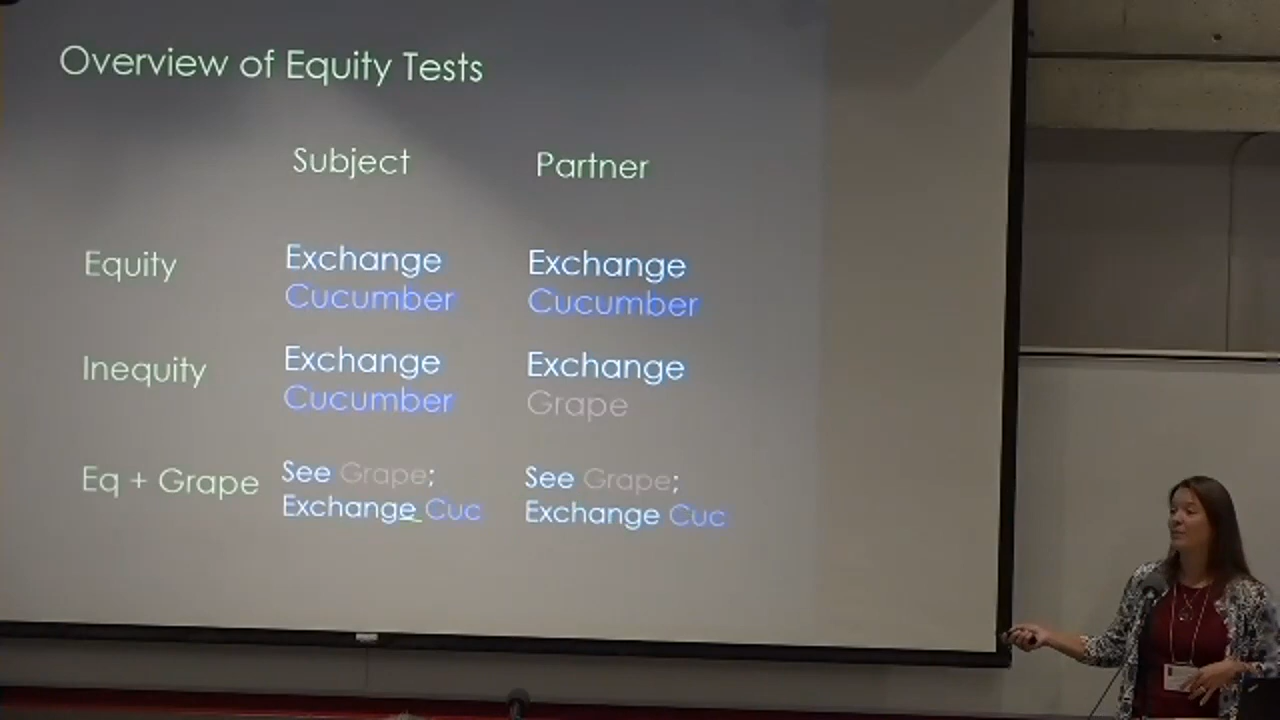 Overview of Equity Tests
Subject Partner
Equity Exchange Exchange
Cucumber Cucumber
Inequity Exchange Exchange
Cucumber Grape
Eq + Grape See Grape; See Grape;
Exchange Cuc Exchange Cuc